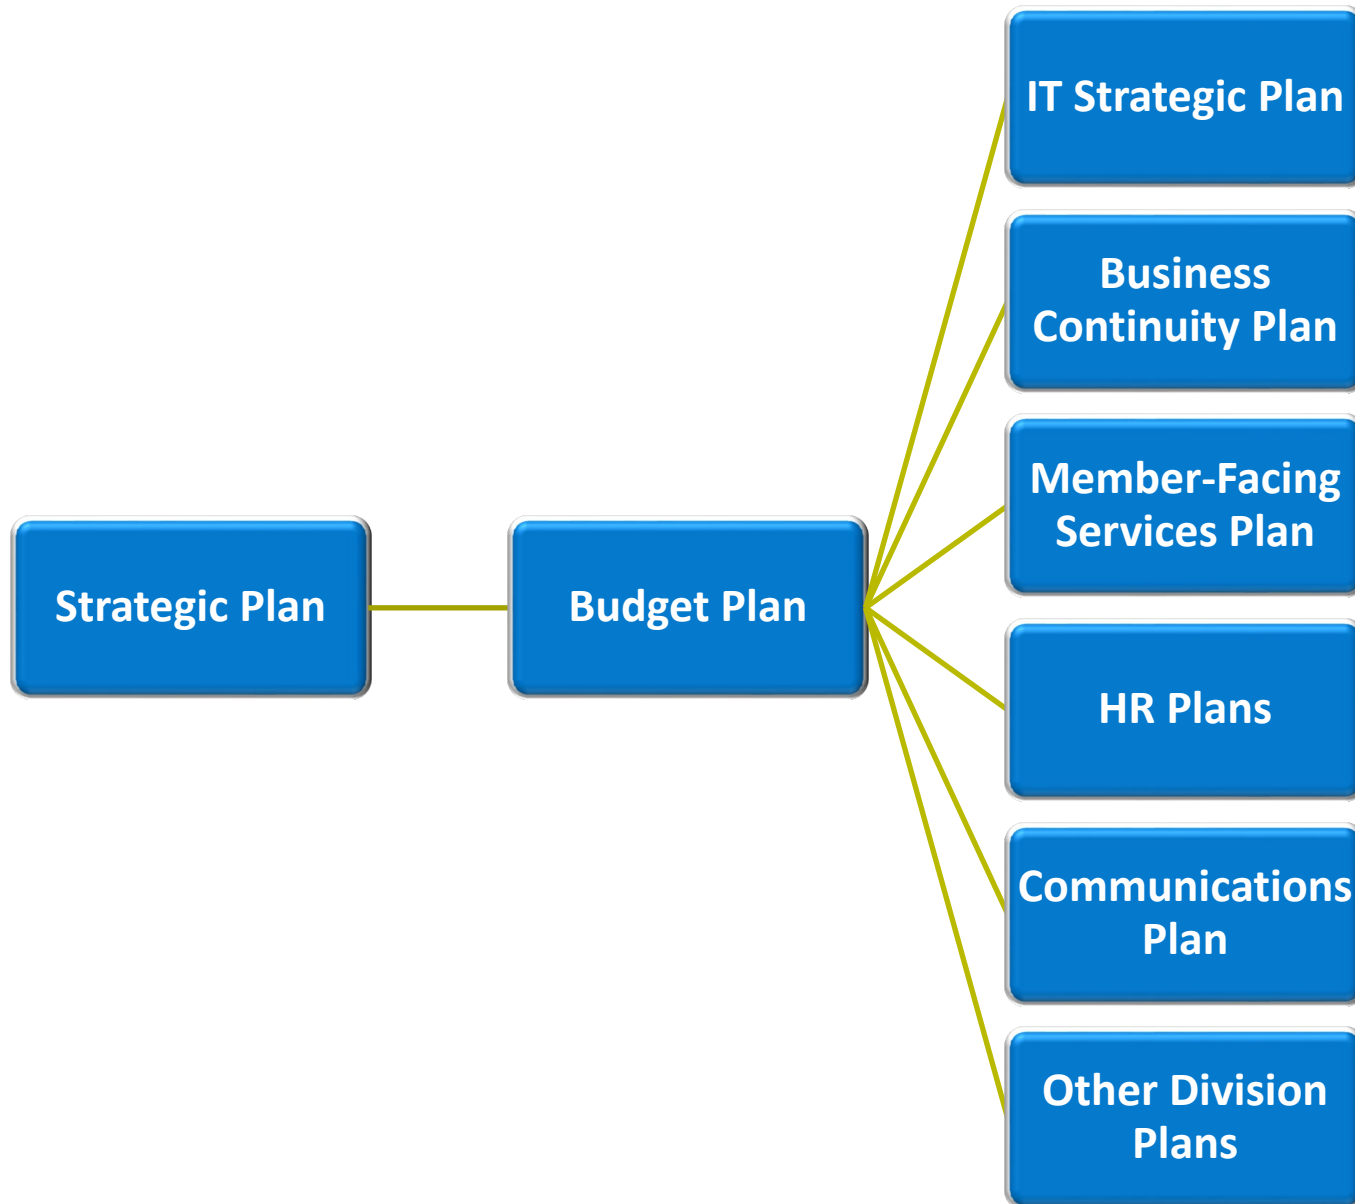 IT Strategic Plan
Business
Continuity Plan
Member-Facing
Services Plan
Strategic Plan
Budget Plan
HR Plans
Communications
Plan
Other Division
Plans